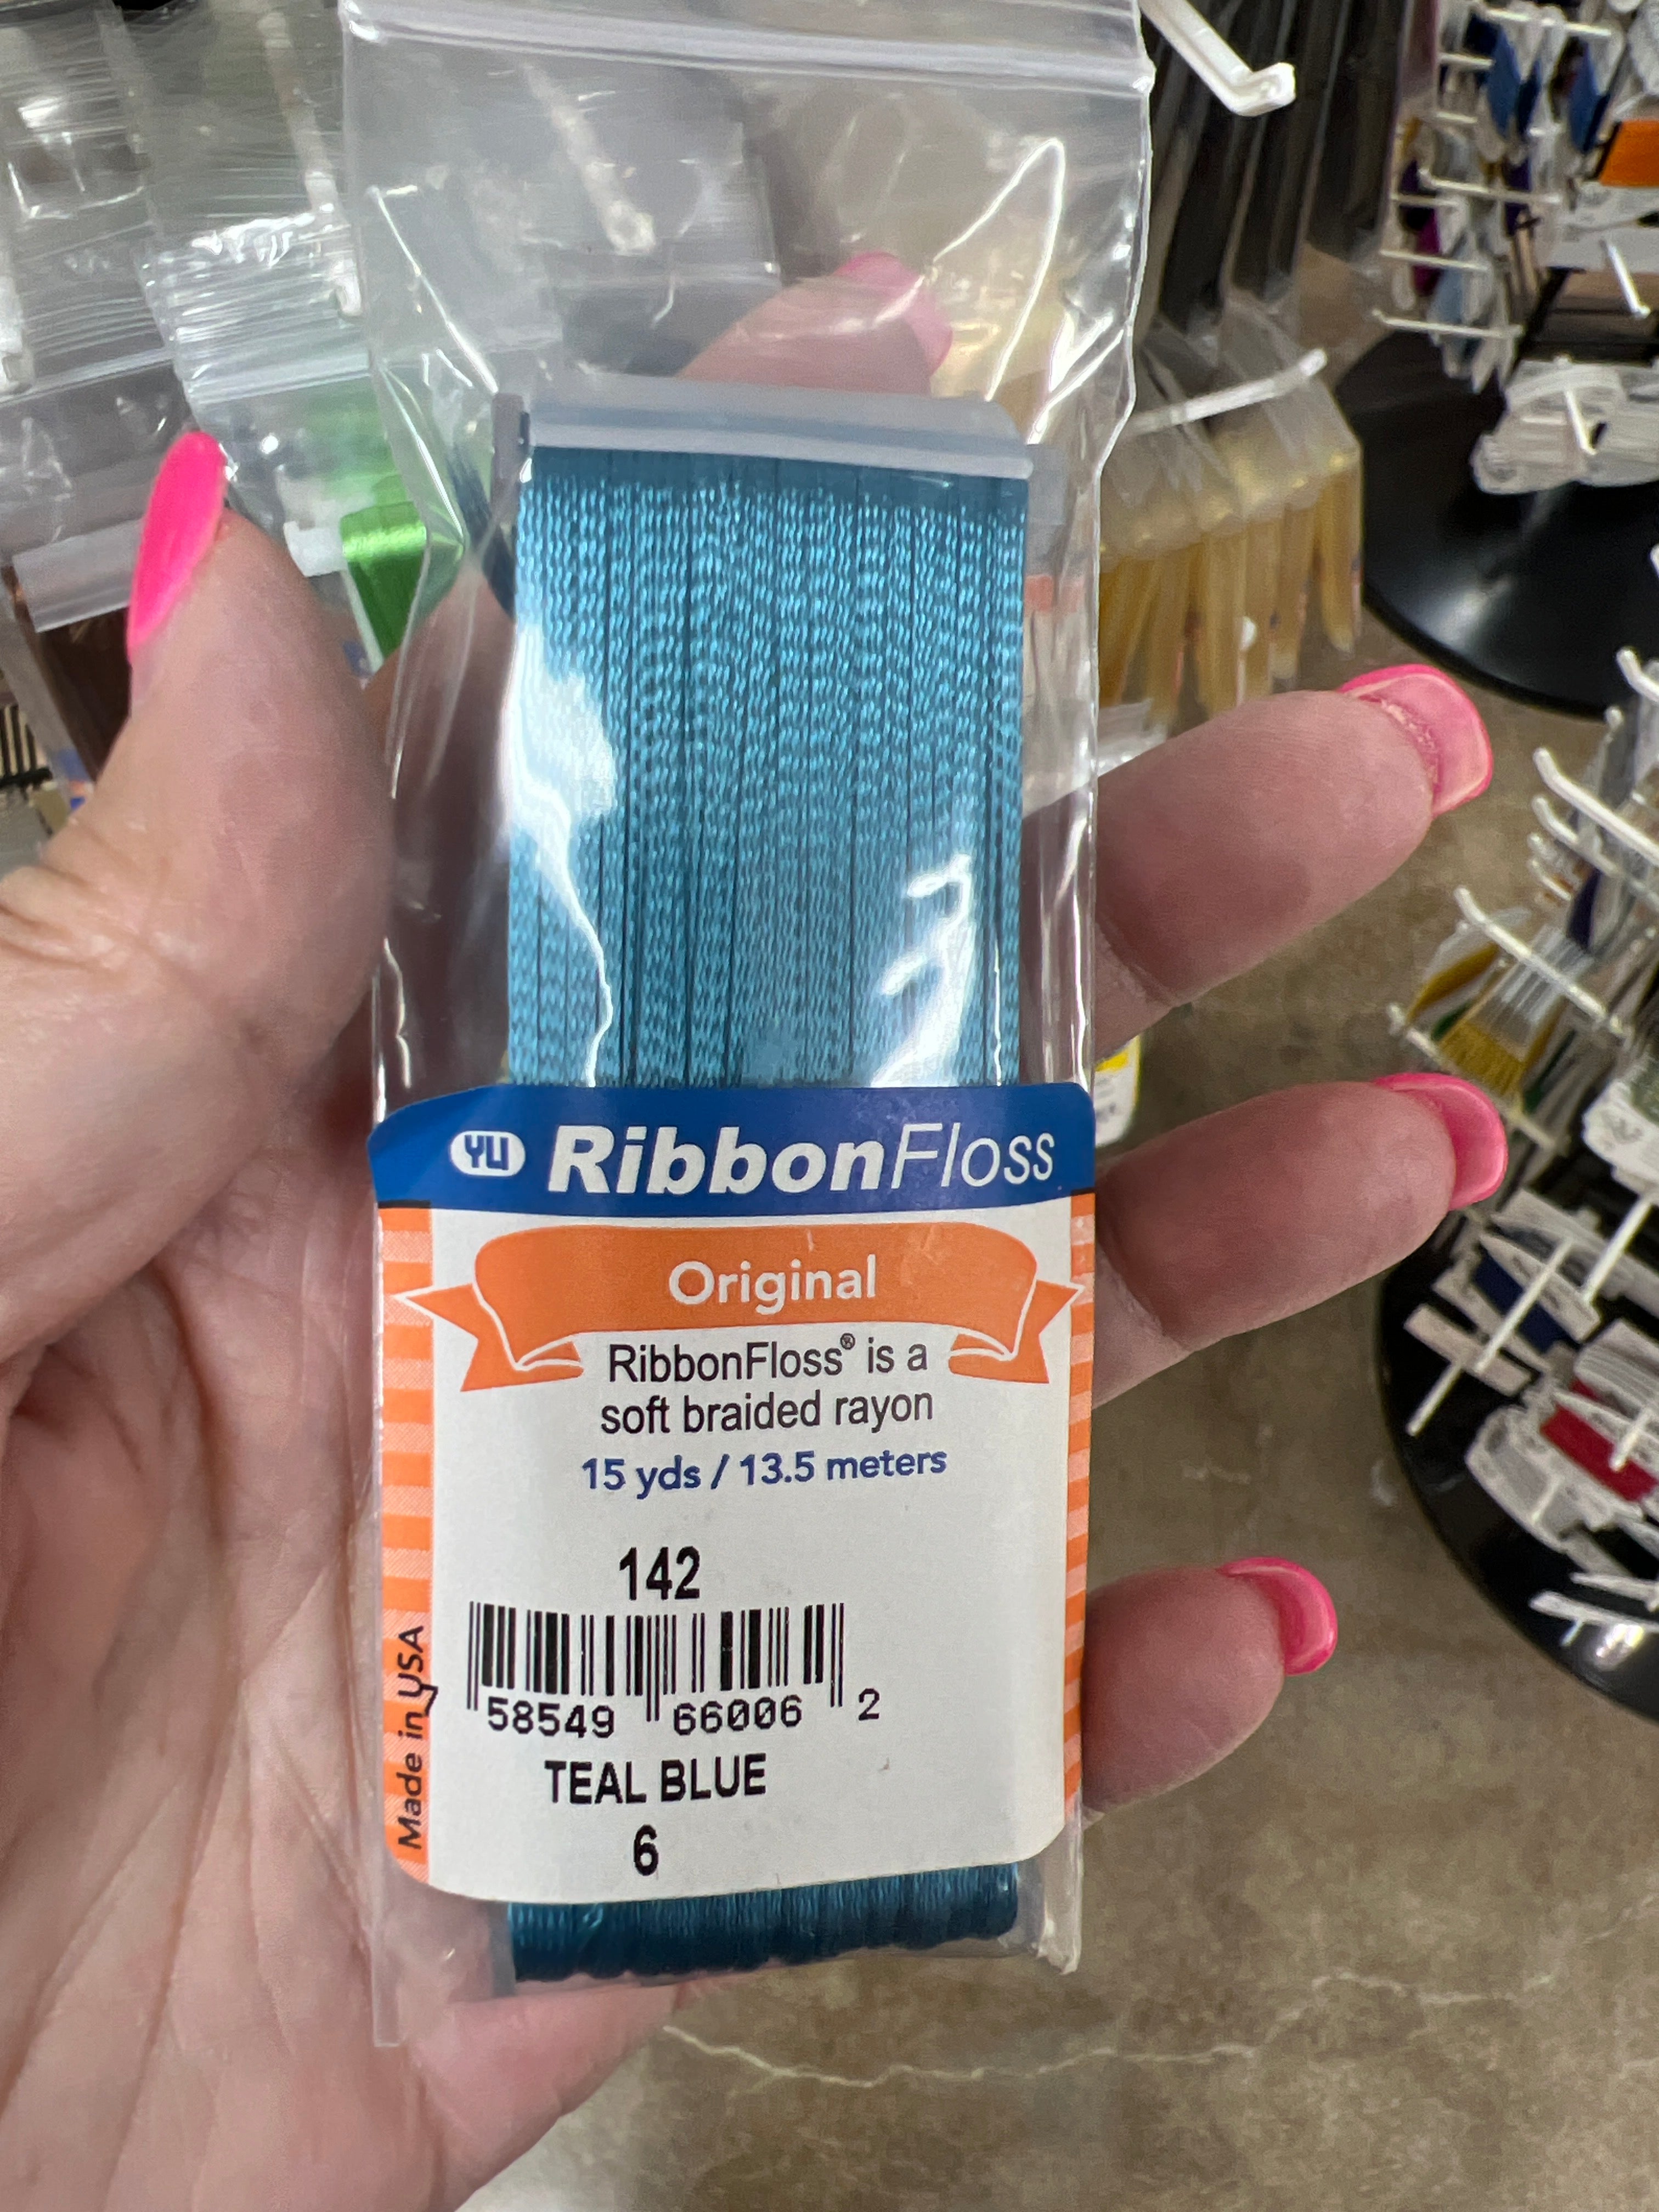 YLI RibbonFloss
Original
RibbonFloss® is a
soft braided rayon
15 yds / 13.5 meters
142
58549 66006 2
TEAL BLUE
6
Made in USA